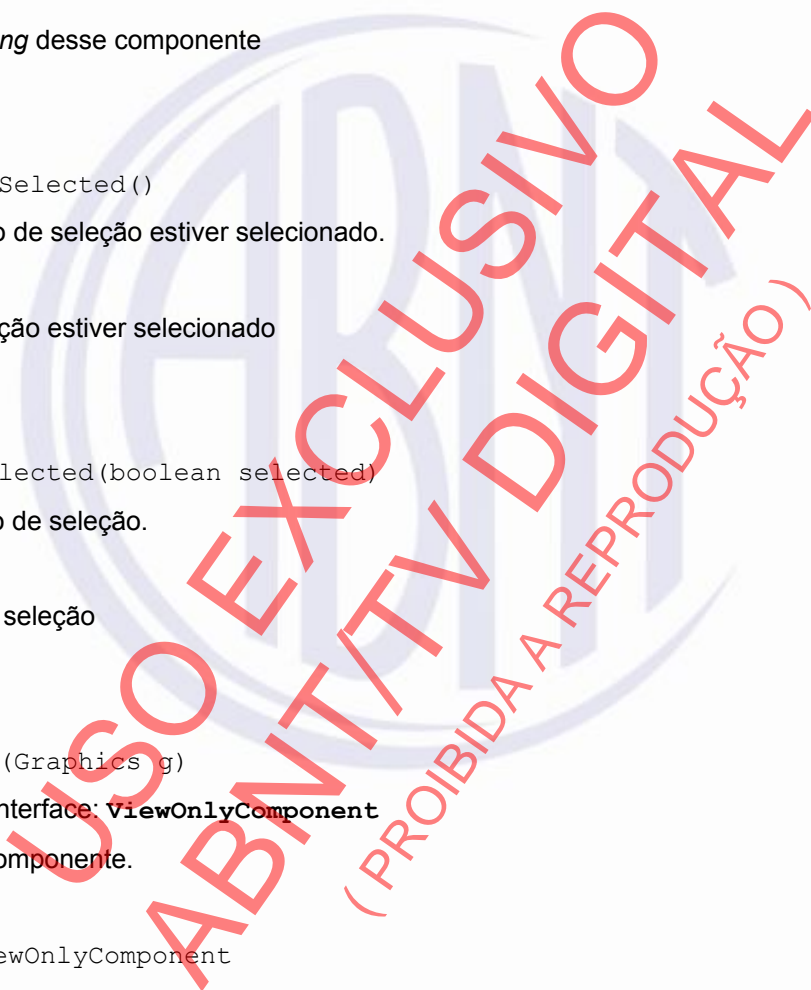 ng desse componente
Selected()
o de seleção estiver selecionado.
ção estiver selecionado
lected(boolean selected)
o de seleção.
seleção
(Graphics g)
nterface: ViewOnlyComponent
omponente.
ewOnlyComponent
USO EXCLUSIVO
ABNT/TV DIGITAL
( PROIBIDA A REPRODUÇÃO )
ABNT